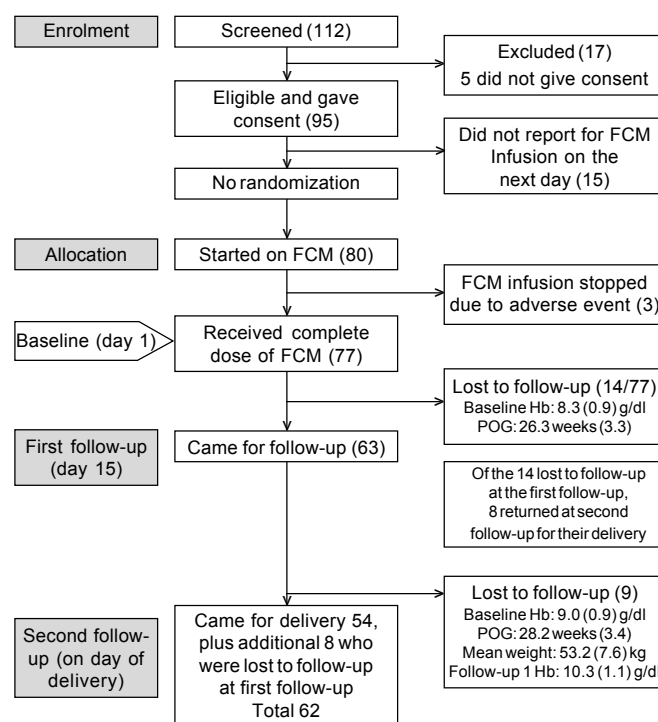 Enrolment
Screened (112)
Excluded (17)
5 did not give consent
Eligible and gave
consent (95)
Did not report for FCM
Infusion on the
next day (15)
No randomization
Allocation
Started on FCM (80)
FCM infusion stopped
due to adverse event (3)
Baseline (day 1)
Received complete
dose of FCM (77)
Lost to follow-up (14/77)
Baseline Hb: 8.3 (0.9) g/dl
POG: 26.3 weeks (3.3)
First follow-up
(day 15)
Came for follow-up (63)
Of the 14 lost to follow-up
at the first follow-up,
8 returned at second
follow-up for their delivery
Second follow-
up (on day of
delivery)
Came for delivery 54,
plus additional 8 who
were lost to follow-up
at first follow-up
Total 62
Lost to follow-up (9)
Baseline Hb: 9.0 (0.9) g/dl
POG: 28.2 weeks (3.4)
Mean weight: 53.2 (7.6) kg
Follow-up 1 Hb: 10.3 (1.1) g/dl